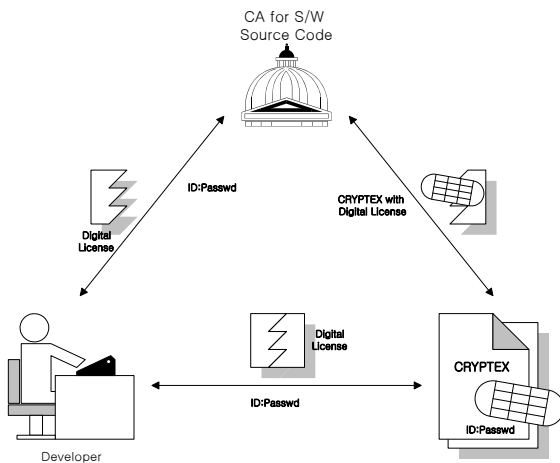 CA for S/W
Source Code
ID:Passwd
Digital
License
CRYPTEX with
Digital License
Digital
License
ID:Passwd
CRYPTEX
ID:Passwd
Developer